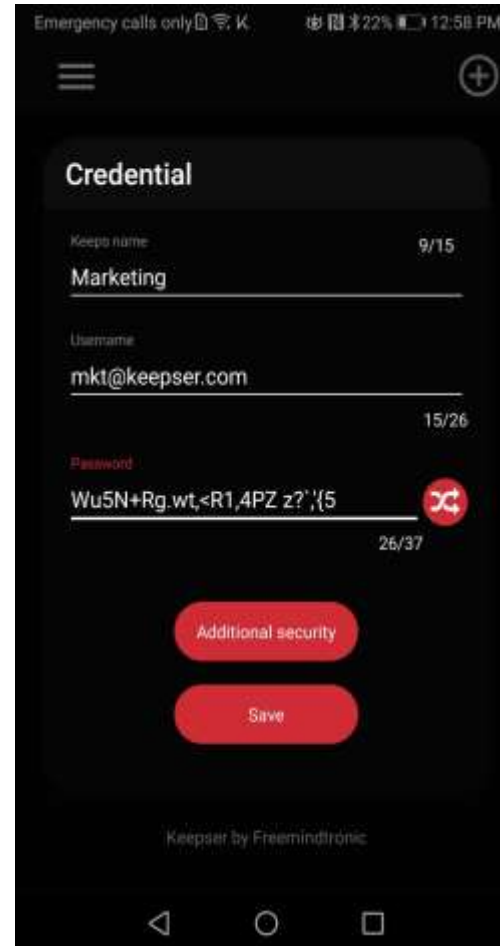 Emergency calls only K 22% 12:58 PM
Credential
Keeps name 9/15
Marketing
Username
mkt@keepser.com
15/26
Password
Wu5N+Rg.wt,<R1,4PZ z?`,'{5
26/37
Additional security
Save
Keepser by Freemindtronic